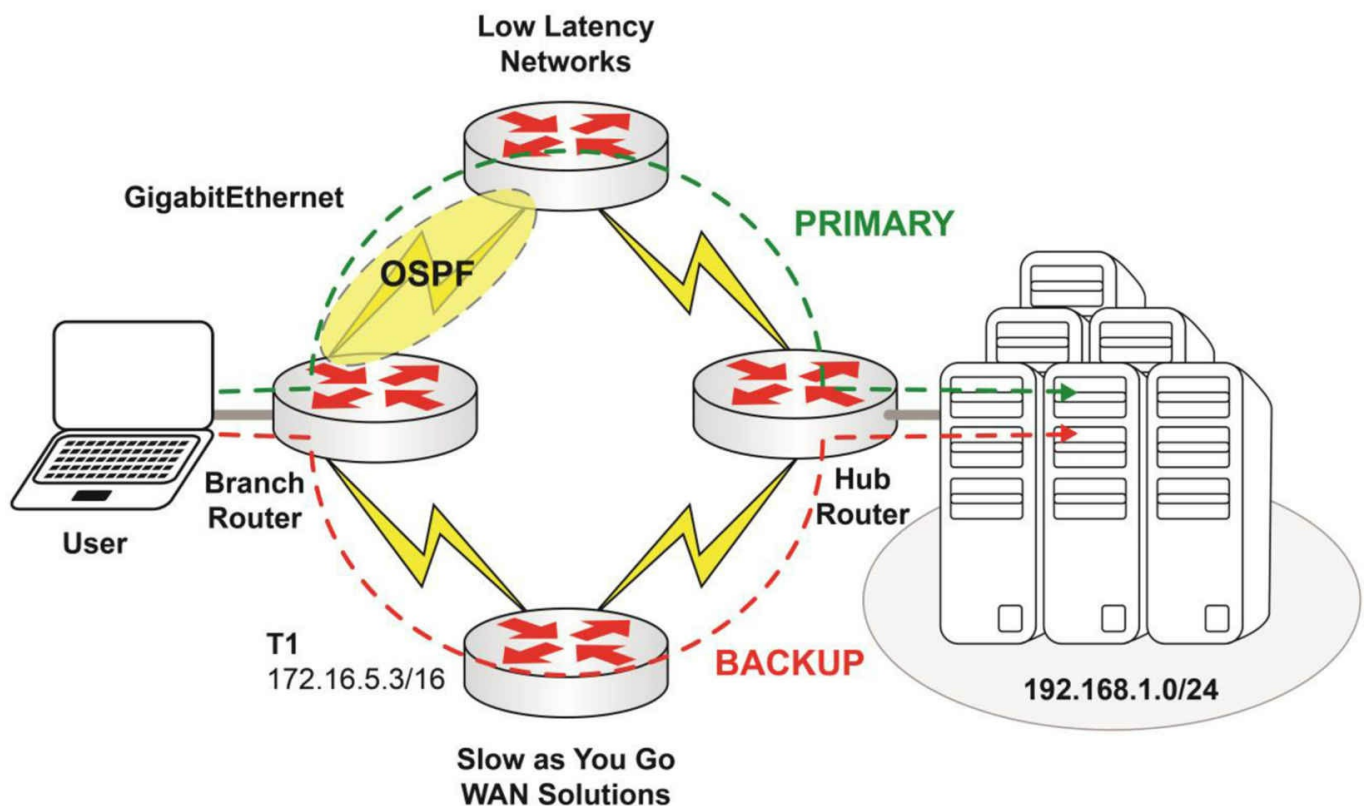 Low Latency
Networks
GigabitEthernet
PRIMARY
OSPF
Branch
Router
Hub
Router
User
T1
172.16.5.3/16
BACKUP
192.168.1.0/24
Slow as You Go
WAN Solutions